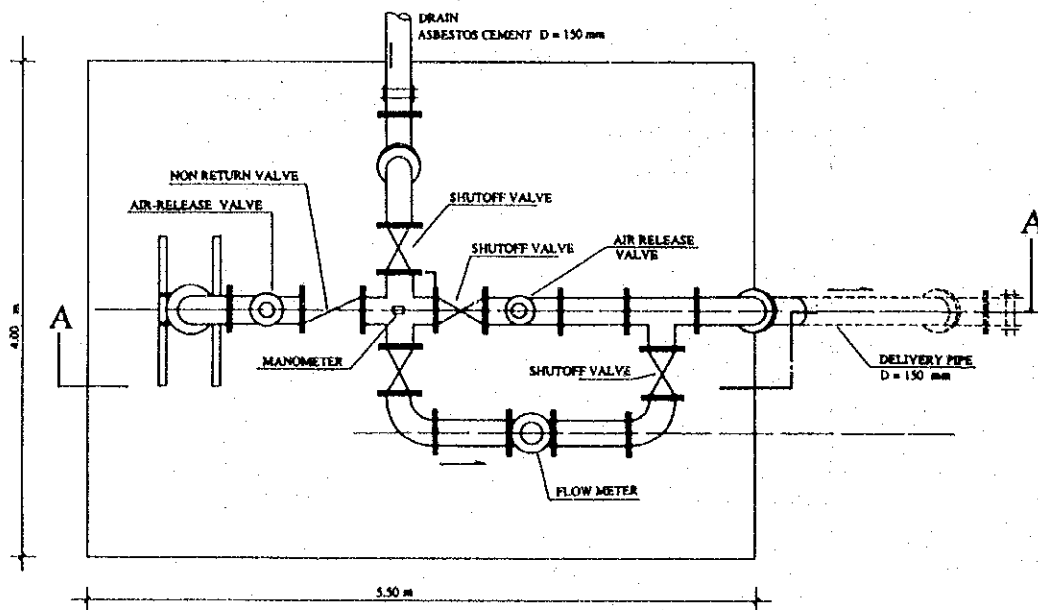 DRAIN
ASBESTOS CEMENT D = 150 mm
NON RETURN VALVE
SHUTOFF VALVE
AIR-RELEASE VALVE
SHUTOFF VALVE
AIR RELEASE
VALVE
A
A
4.00 m
MANOMETER
SHUTOFF VALVE
DELIVERY PIPE
D = 150 mm
FLOW METER
5.50 m